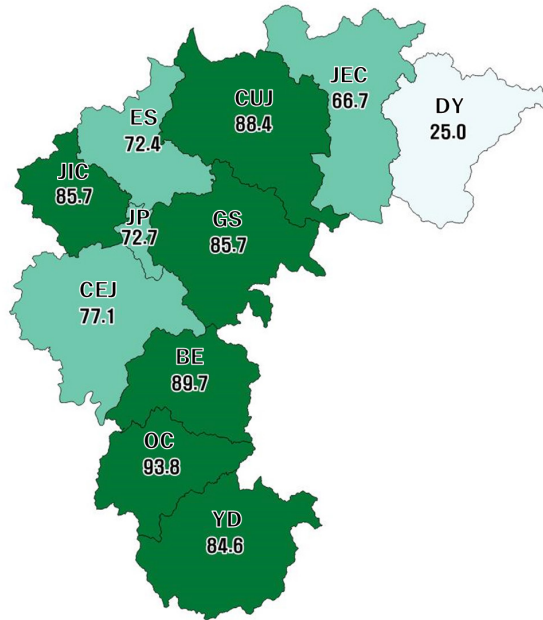 JEC
66.7
DY
25.0
CUJ
88.4
ES
72.4
JIC
85.7
JP
72.7
GS
85.7
CEJ
77.1
BE
89.7
OC
93.8
YD
84.6